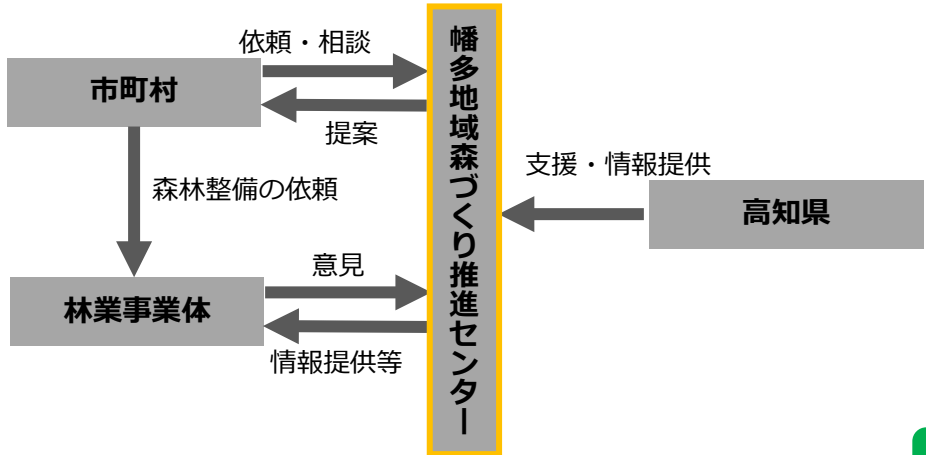 依頼・相談
市町村
提案
森林整備の依頼
林業事業体
意見
情報提供等
幡多地域森づくり推進センター
支援・情報提供
高知県